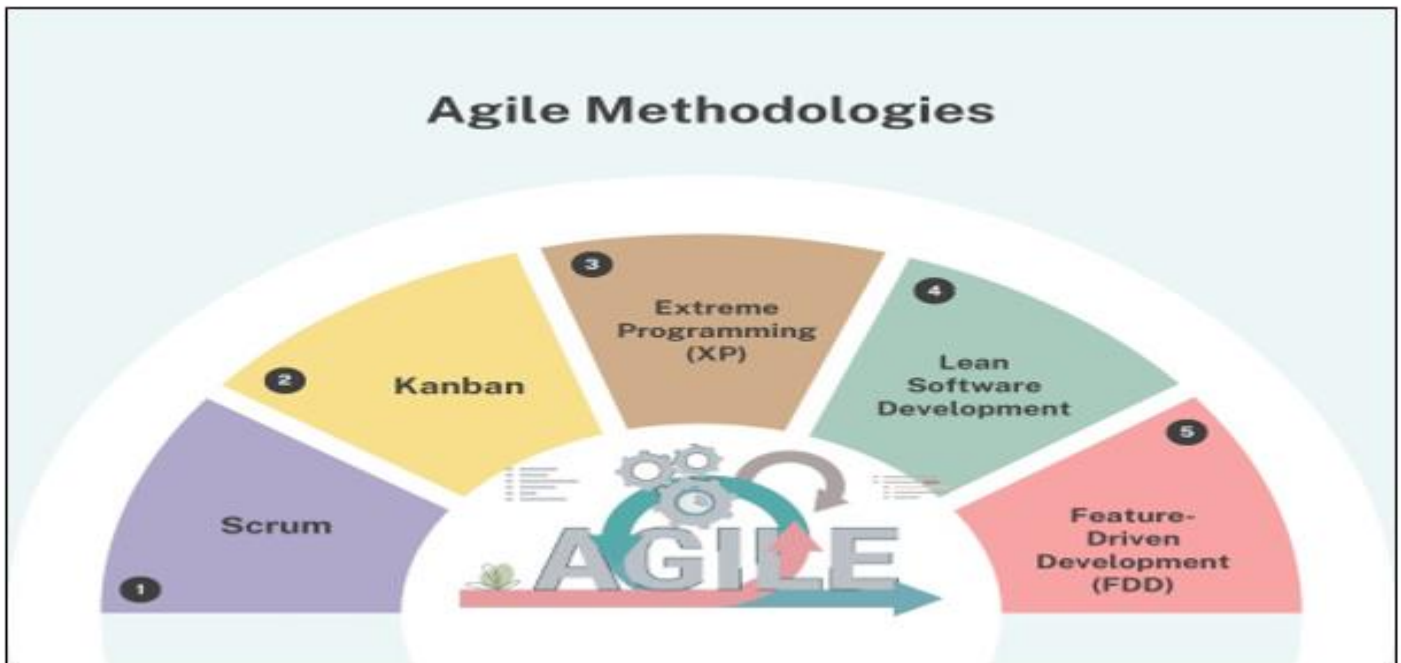 Agile Methodologies
1
Scrum
2
Kanban
3
Extreme
Programming
(XP)
4
Lean
Software
Development
5
Feature-
Driven
Development
(FDD)
AGILE